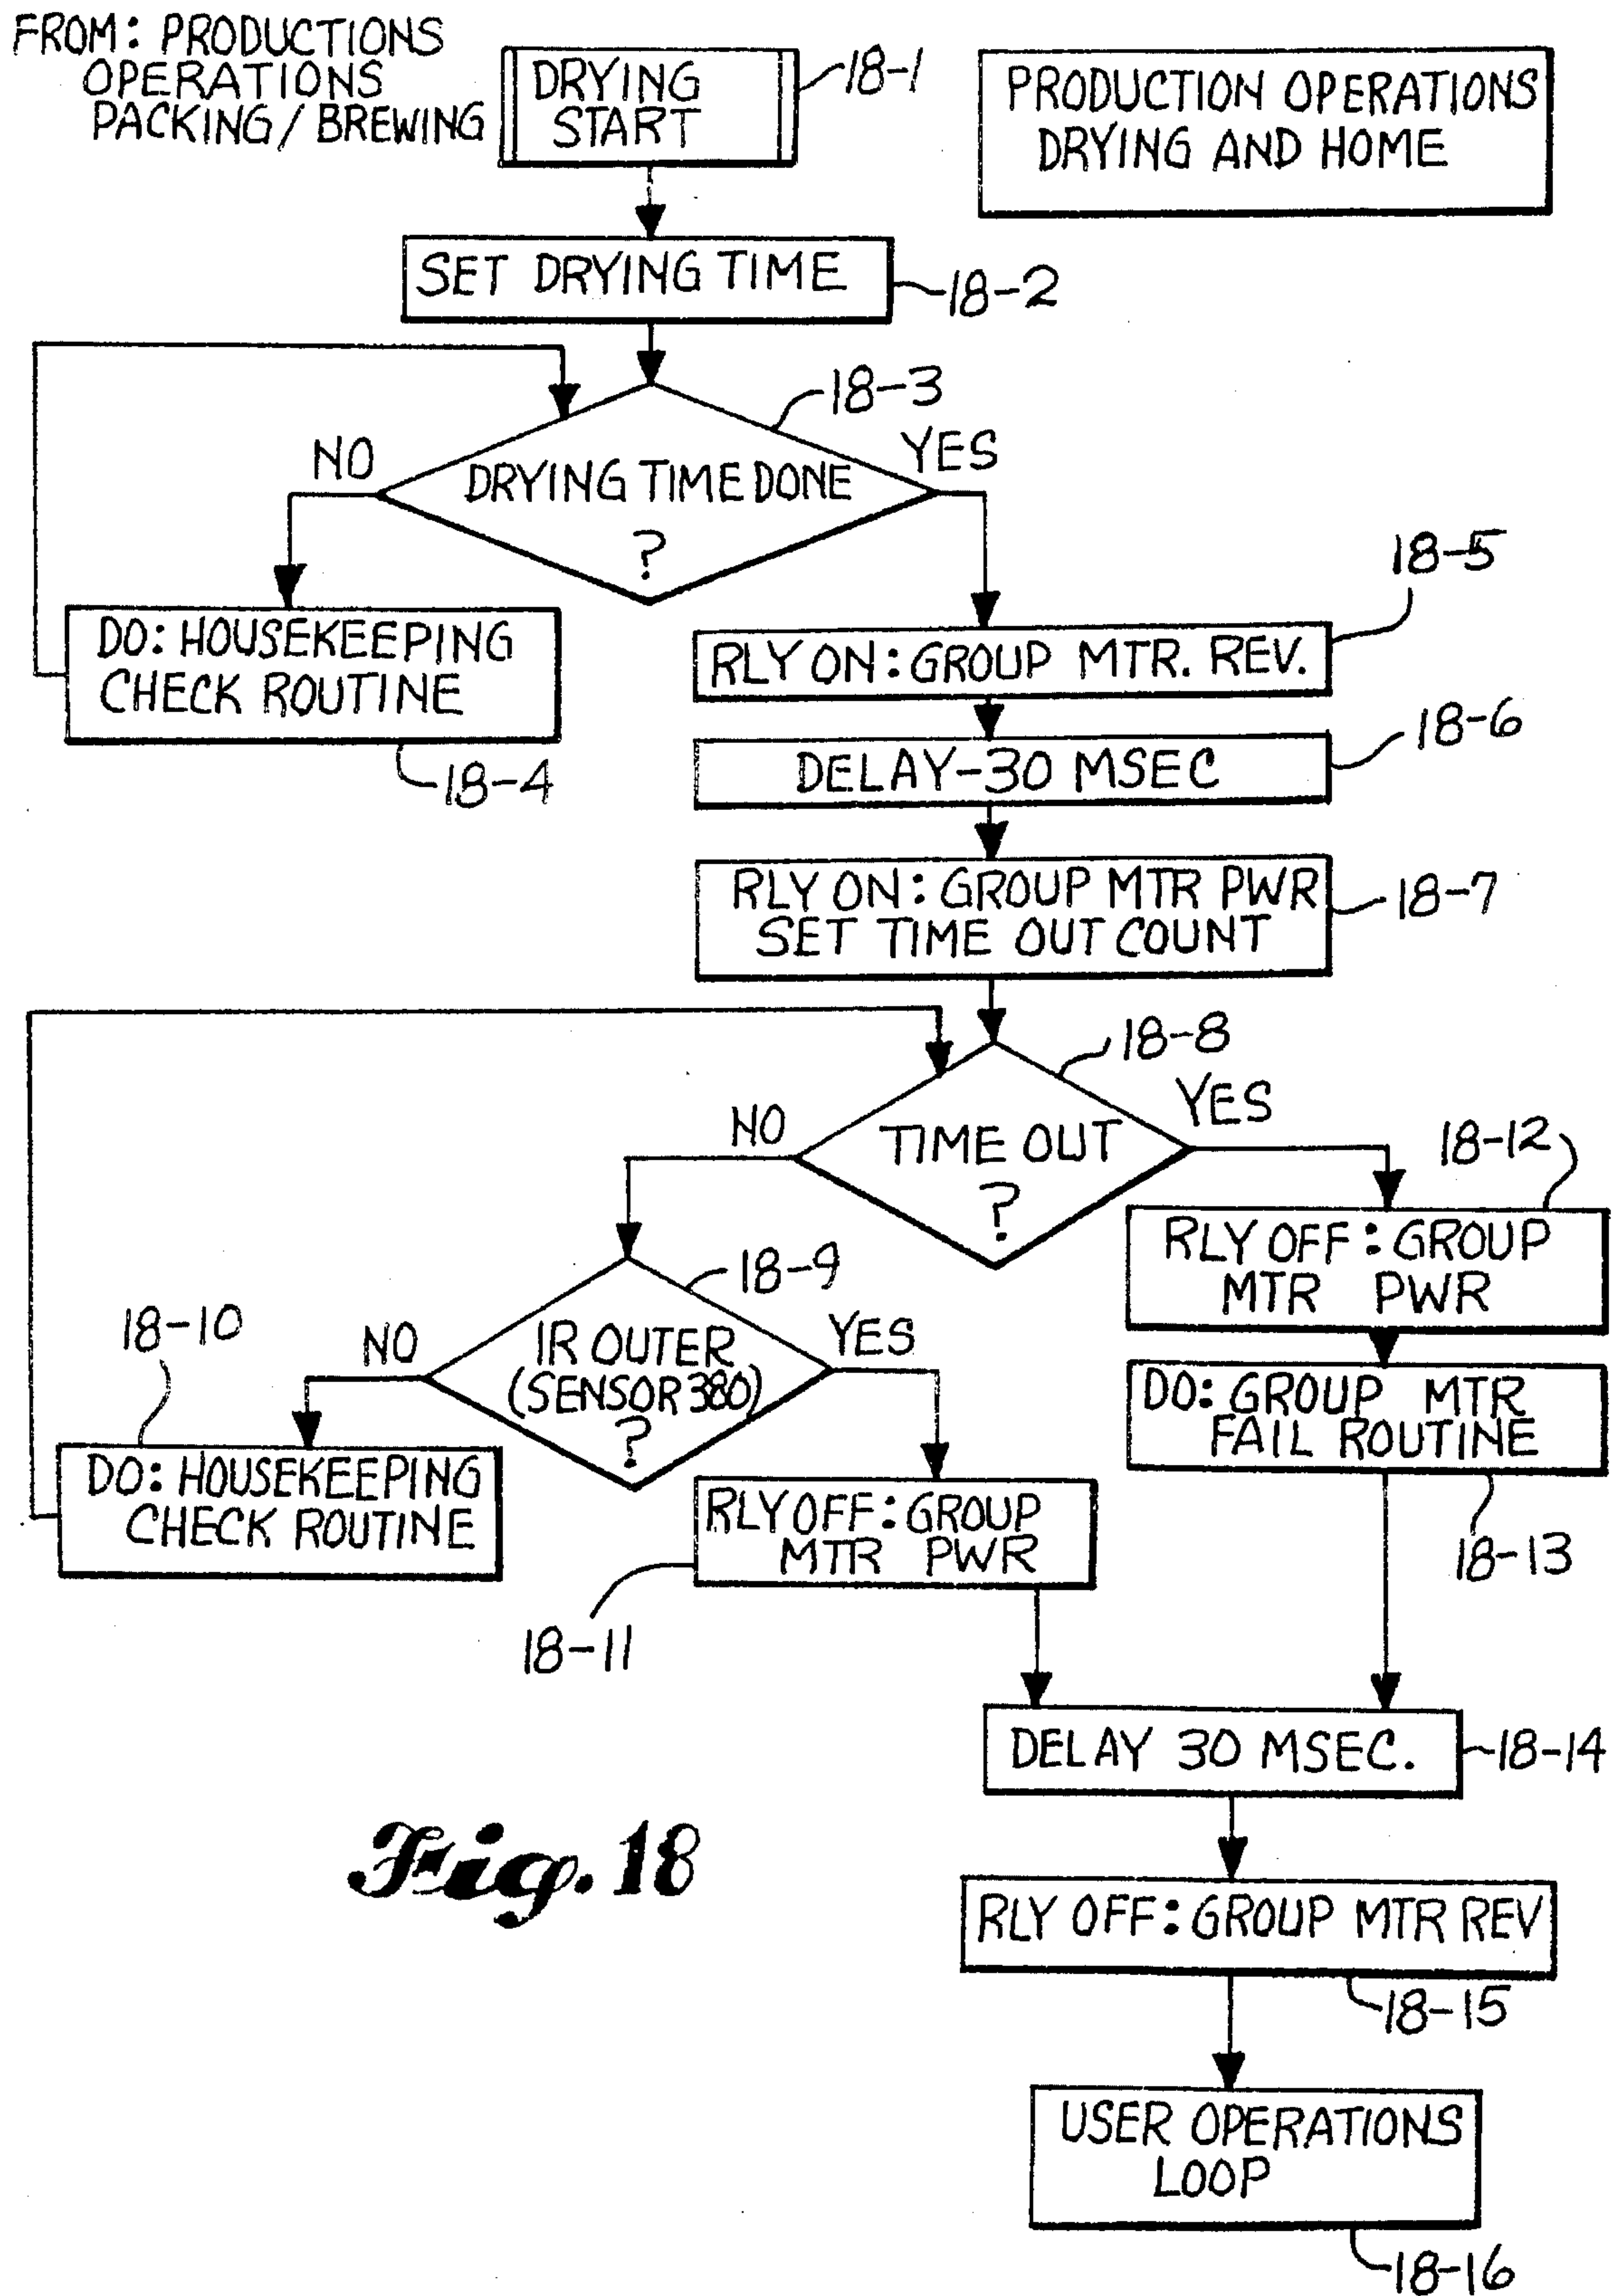 FROM: PRODUCTIONS
OPERATIONS
PACKING/BREWING
DRYING
START
18-1
PRODUCTION OPERATIONS
DRYING AND HOME
SET DRYING TIME
18-2
18-3
NO
YES
DRYING TIME DONE
?
DO: HOUSEKEEPING
CHECK ROUTINE
18-4
18-5
RLY ON: GROUP MTR. REV.
18-6
DELAY-30 MSEC
RLY ON: GROUP MTR PWR
SET TIME OUT COUNT
18-7
18-8
NO
YES
TIME OUT
?
18-12
RLY OFF: GROUP
MTR PWR
18-9
18-10
NO
YES
IR OUTER
(SENSOR 380)
?
DO: GROUP MTR
FAIL ROUTINE
18-13
DO: HOUSEKEEPING
CHECK ROUTINE
RLY OFF: GROUP
MTR PWR
18-11
DELAY 30 MSEC.
18-14
Fig. 18
RLY OFF: GROUP MTR REV
18-15
USER OPERATIONS
LOOP
18-16